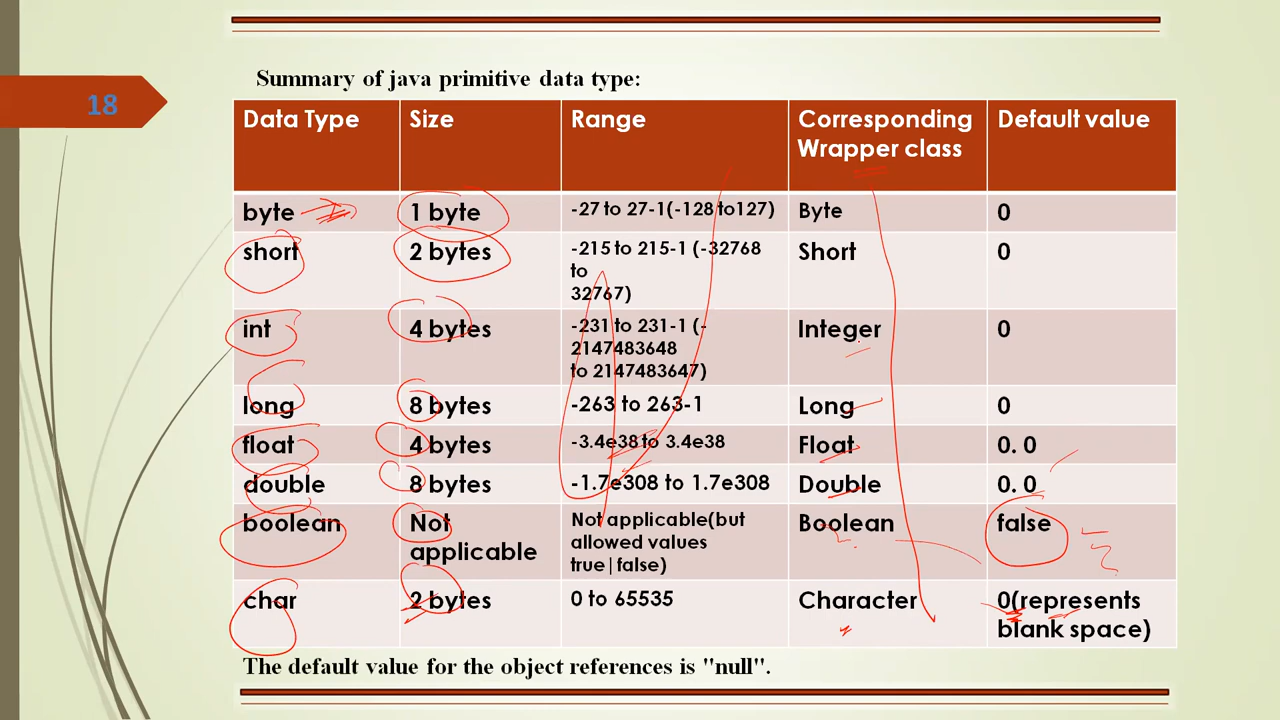 18
Summary of java primitive data type:
Data Type Size Range Corresponding Wrapper class Default value
byte 1 byte -27 to 27-1(-128 to127) Byte 0
short 2 bytes -215 to 215-1 (-32768
to
32767) Short 0
int 4 bytes -231 to 231-1 (-
2147483648
to 2147483647) Integer 0
long 8 bytes -263 to 263-1 Long 0
float 4 bytes -3.4e38 to 3.4e38 Float 0. 0
double 8 bytes -1.7e308 to 1.7e308 Double 0. 0
boolean Not
applicable Not applicable(but
allowed values
true|false) Boolean false
char 2 bytes 0 to 65535 Character 0(represents
blank space)
The default value for the object references is "null".